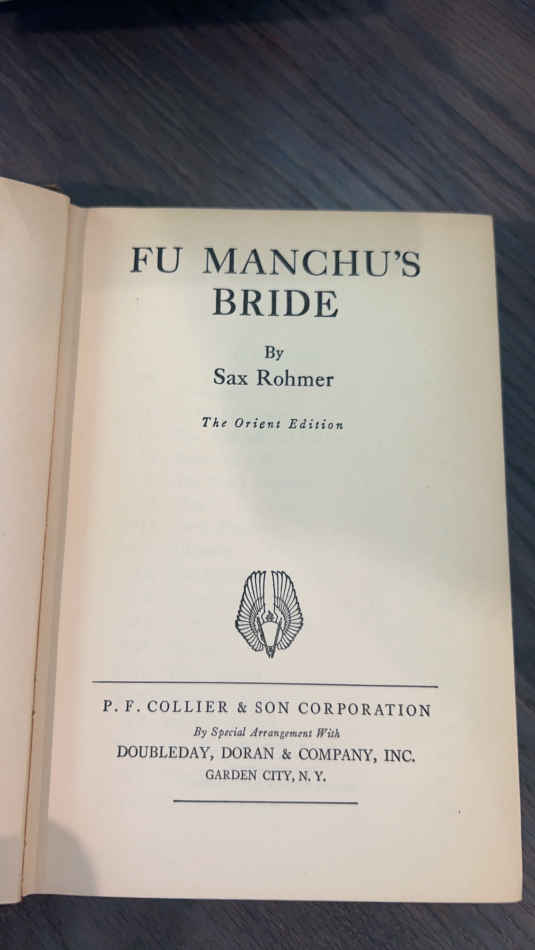 FU MANCHU'S
BRIDE
By
Sax Rohmer
The Orient Edition
P. F. COLLIER & SON CORPORATION
By Special Arrangement With
DOUBLEDAY, DORAN & COMPANY, INC.
GARDEN CITY, N. Y.